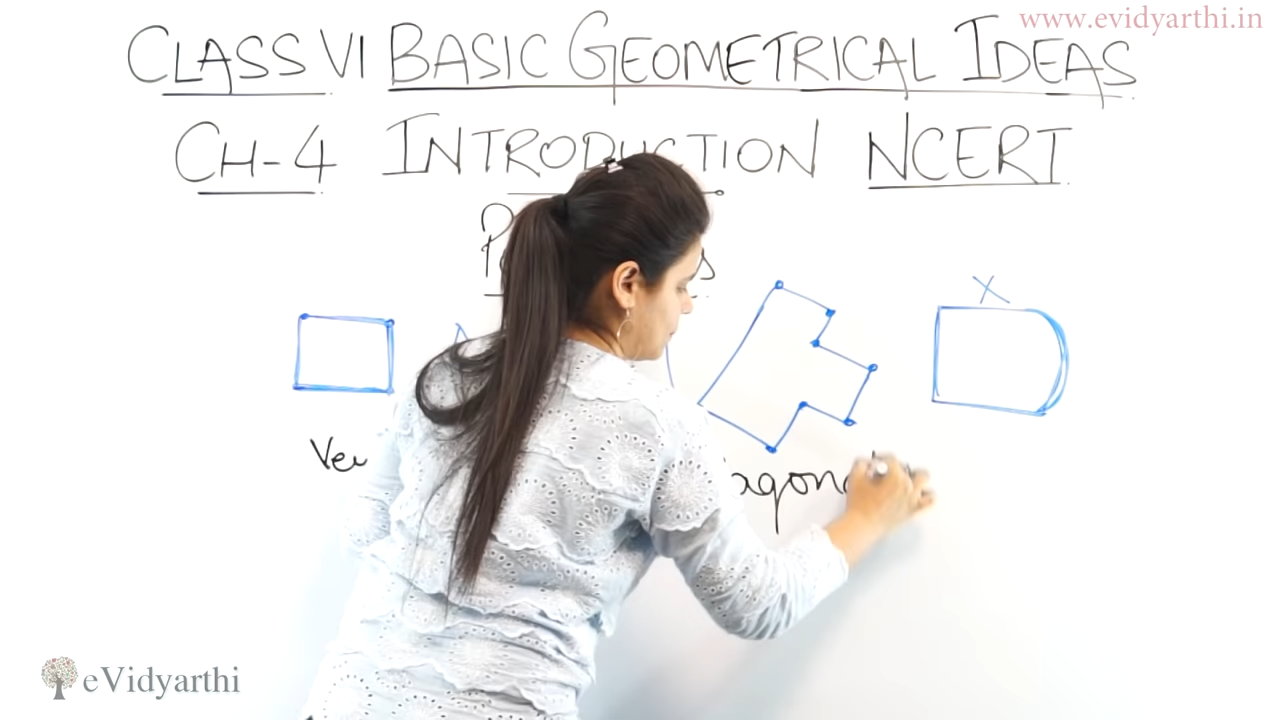 www.evidyarthi.in
CLASS VI BASIC GEOMETRICAL IDEAS
CH-4 INTRODUCTION NCERT
X
eVidyarthi